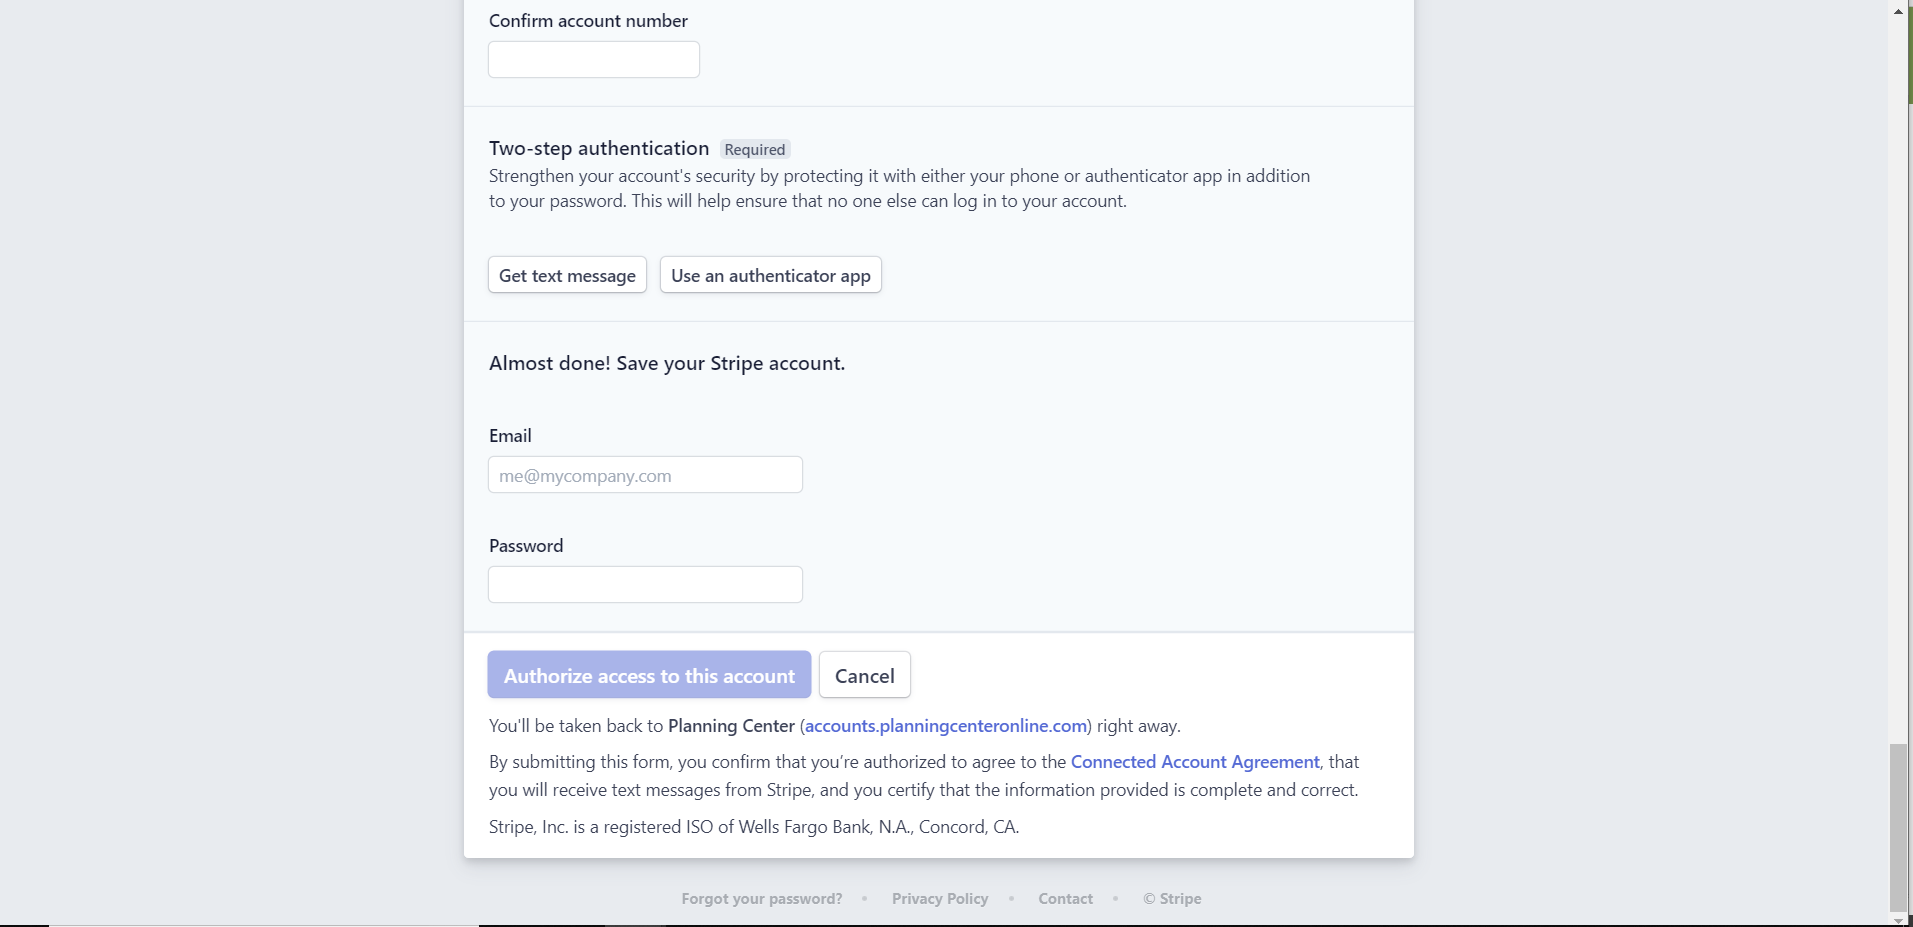 Confirm account number
Two-step authentication Required
Strengthen your account's security by protecting it with either your phone or authenticator app in addition
to your password. This will help ensure that no one else can log in to your account.
Get text message Use an authenticator app
Almost done! Save your Stripe account.
Email
me@mycompany.com
Password
Authorize access to this account Cancel
You'll be taken back to Planning Center (accounts.planningcenteronline.com) right away.
By submitting this form, you confirm that you’re authorized to agree to the Connected Account Agreement, that
you will receive text messages from Stripe, and you certify that the information provided is complete and correct.
Stripe, Inc. is a registered ISO of Wells Fargo Bank, N.A., Concord, CA.
Forgot your password? • Privacy Policy • Contact • © Stripe